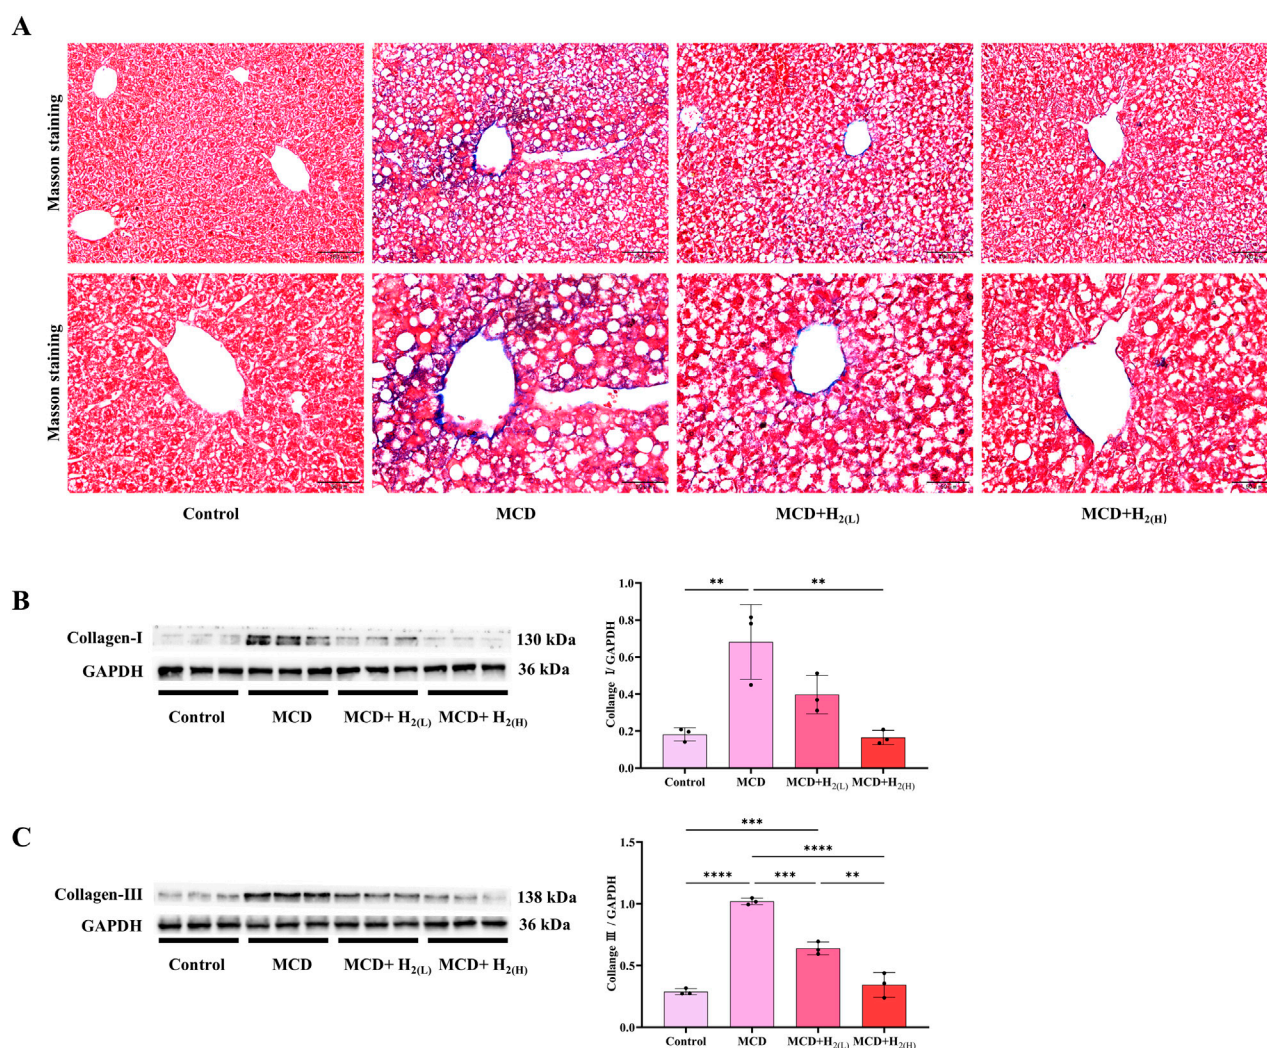 A
Masson staining
Masson staining
Control MCD MCD+H2(L) MCD+H2(H)
B
Collagen-I 130 kDa
GAPDH 36 kDa
Control MCD MCD+ H2(L) MCD+ H2(H)
Collange I/ GAPDH
1.0
0.8
0.6
0.4
0.2
0.0
** **
Control MCD MCD+H2(L) MCD+H2(H)
C
Collagen-III 138 kDa
GAPDH 36 kDa
Control MCD MCD+ H2(L) MCD+ H2(H)
Collange Ⅲ / GAPDH
1.5
1.0
0.5
0.0
***
****
**** *** **
Control MCD MCD+H2(L) MCD+H2(H)